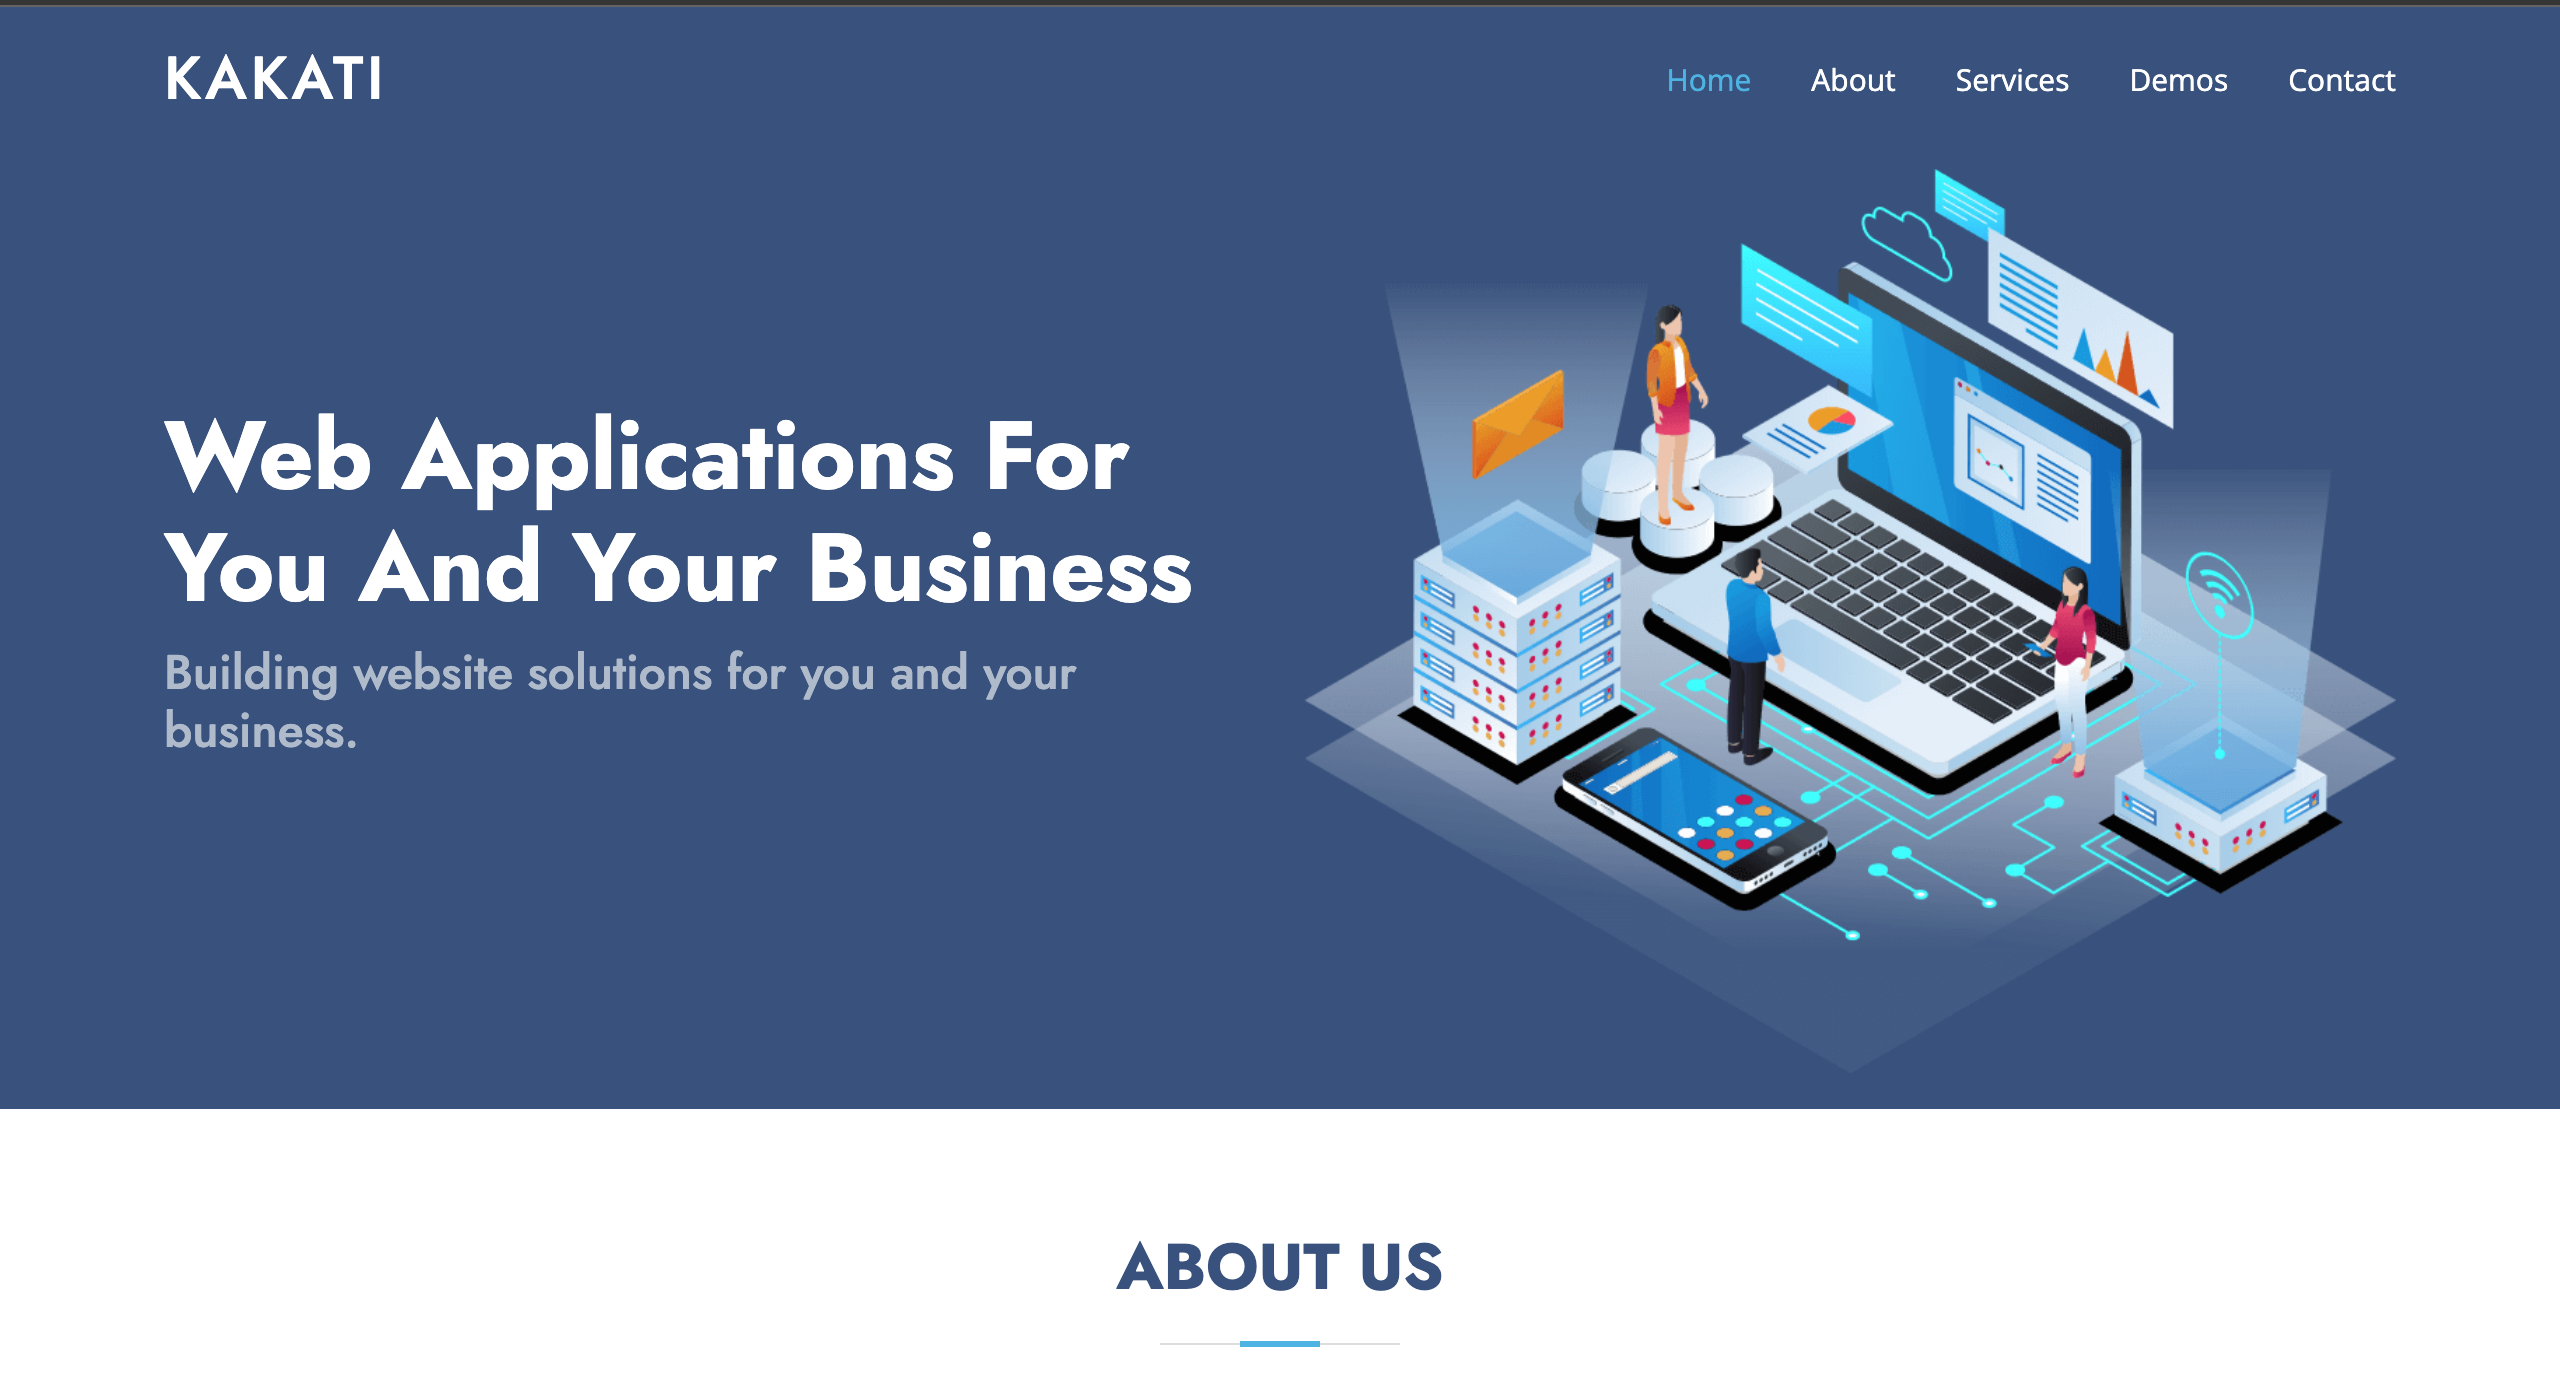 KAKATI
Home
About
Services
Demos
Contact
Web Applications For
You And Your Business
Building website solutions for you and your
business.
ABOUT US